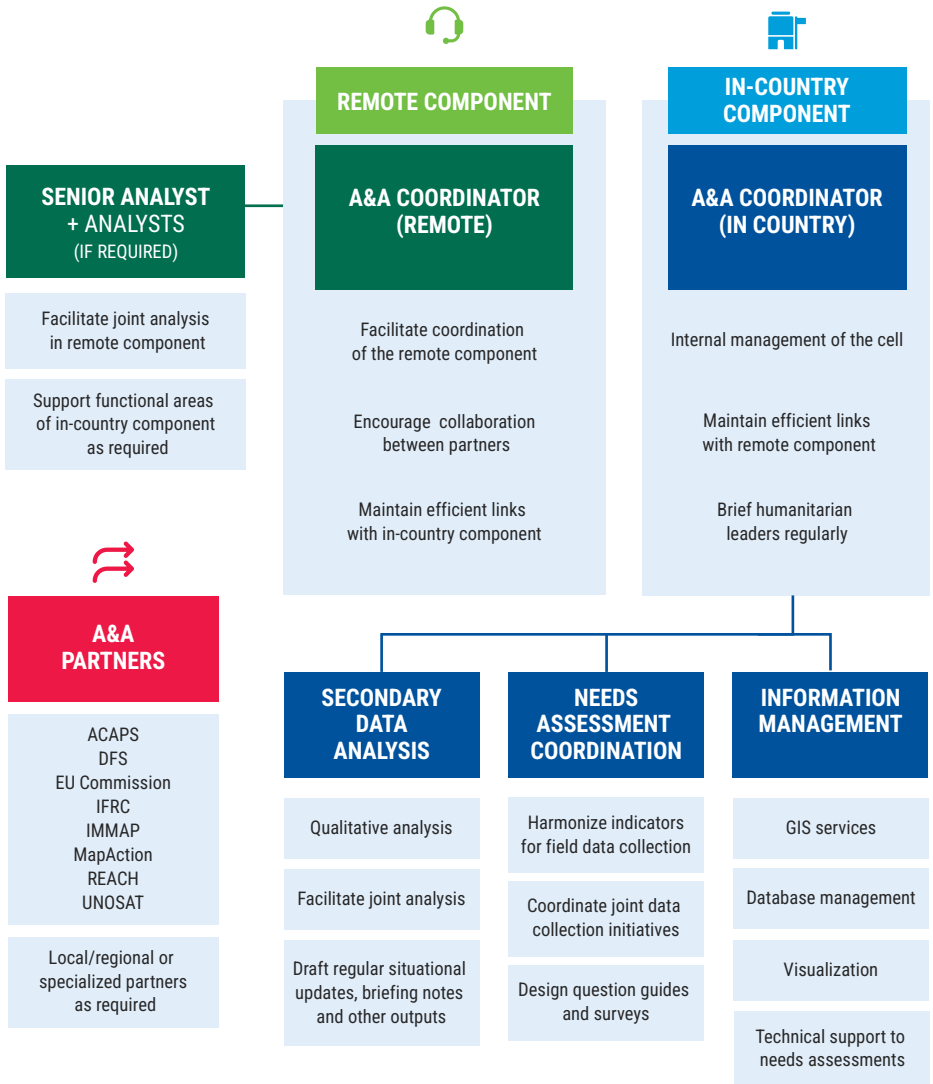 REMOTE COMPONENT
IN-COUNTRY
COMPONENT
SENIOR ANALYST
+ ANALYSTS
(IF REQUIRED)
A&A COORDINATOR
(REMOTE)
A&A COORDINATOR
(IN COUNTRY)
Facilitate joint analysis
in remote component
Support functional areas
of in-country component
as required
Facilitate coordination
of the remote component
Encourage collaboration
between partners
Maintain efficient links
with in-country component
Internal management of the cell
Maintain efficient links
with remote component
Brief humanitarian
leaders regularly
A&A
PARTNERS
ACAPS
DFS
EU Commission
IFRC
IMMAP
MapAction
REACH
UNOSAT
Local/regional or
specialized partners
as required
SECONDARY
DATA
ANALYSIS
Qualitative analysis
Facilitate joint analysis
Draft regular situational
updates, briefing notes
and other outputs
NEEDS
ASSESSMENT
COORDINATION
Harmonize indicators
for field data collection
Coordinate joint data
collection initiatives
Design question guides
and surveys
INFORMATION
MANAGEMENT
GIS services
Database management
Visualization
Technical support to
needs assessments